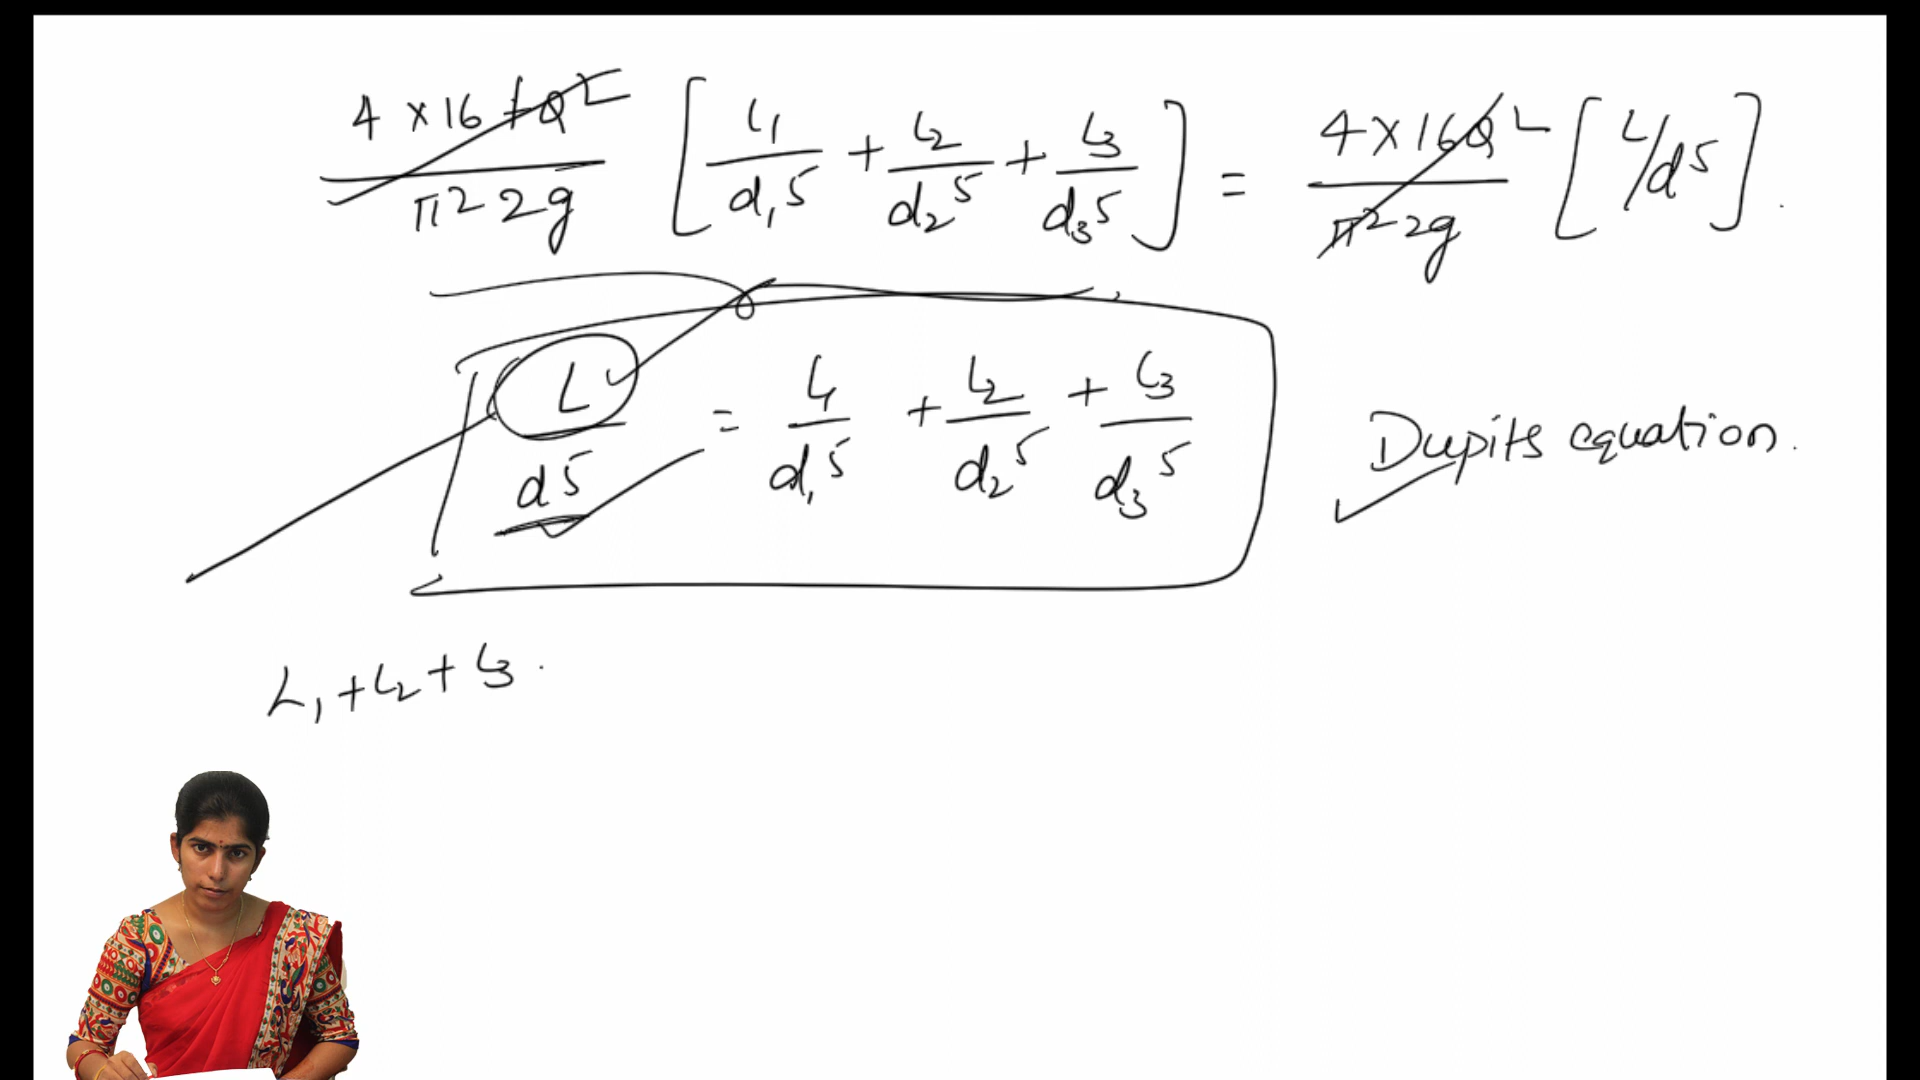 4 × 16 f Q² / π² 2g [ L₁/d₁⁵ + L₂/d₂⁵ + L₃/d₃⁵ ] = 4 × 16 Q² / π² 2g [ L/d⁵ ].
L/d⁵ = L₁/d₁⁵ + L₂/d₂⁵ + L₃/d₃⁵
Dupits equation.
L₁ + L₂ + L₃.